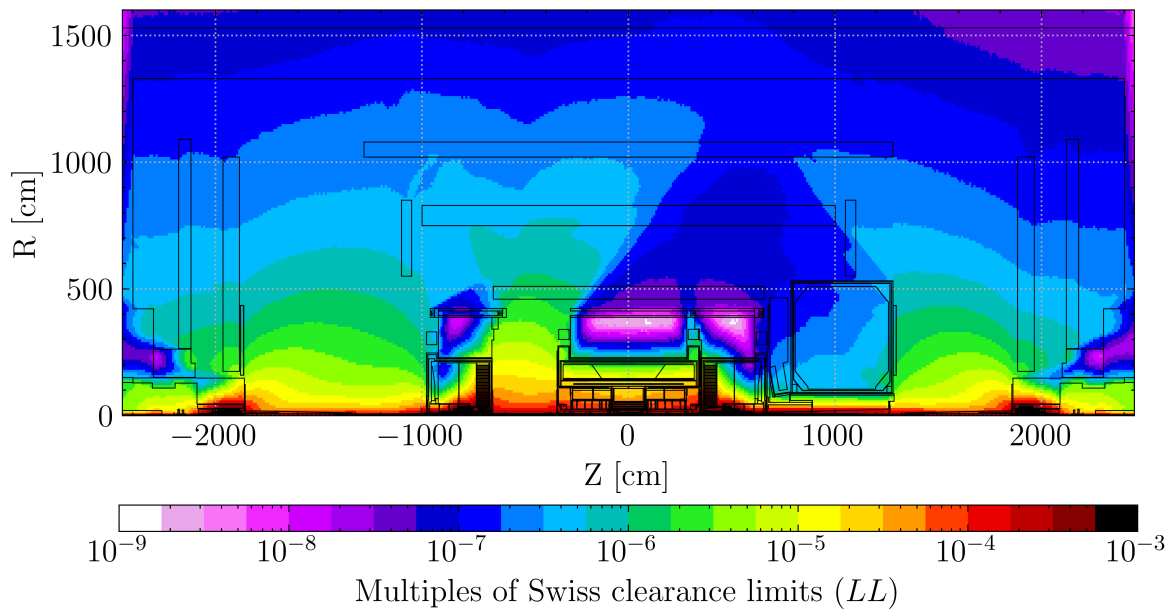 1500
1000
500
0
R [cm]
−2000 −1000 0 1000 2000
Z [cm]
10⁻⁹ 10⁻⁸ 10⁻⁷ 10⁻⁶ 10⁻⁵ 10⁻⁴ 10⁻³
Multiples of Swiss clearance limits (LL)